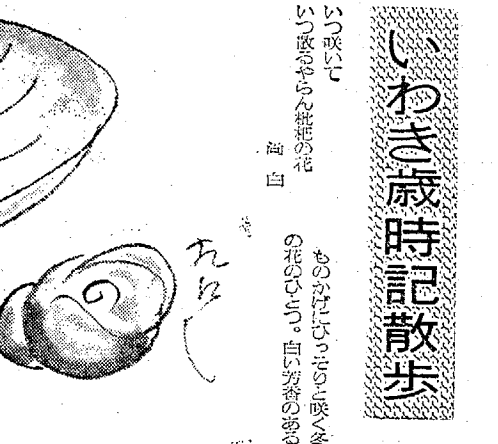 いわき歳時記散歩
いつ咲いて
いつ散るやらん枇杷の花
尚白
ものかげにひっそりと咲く冬
の花のひとつ。白い芳香のある